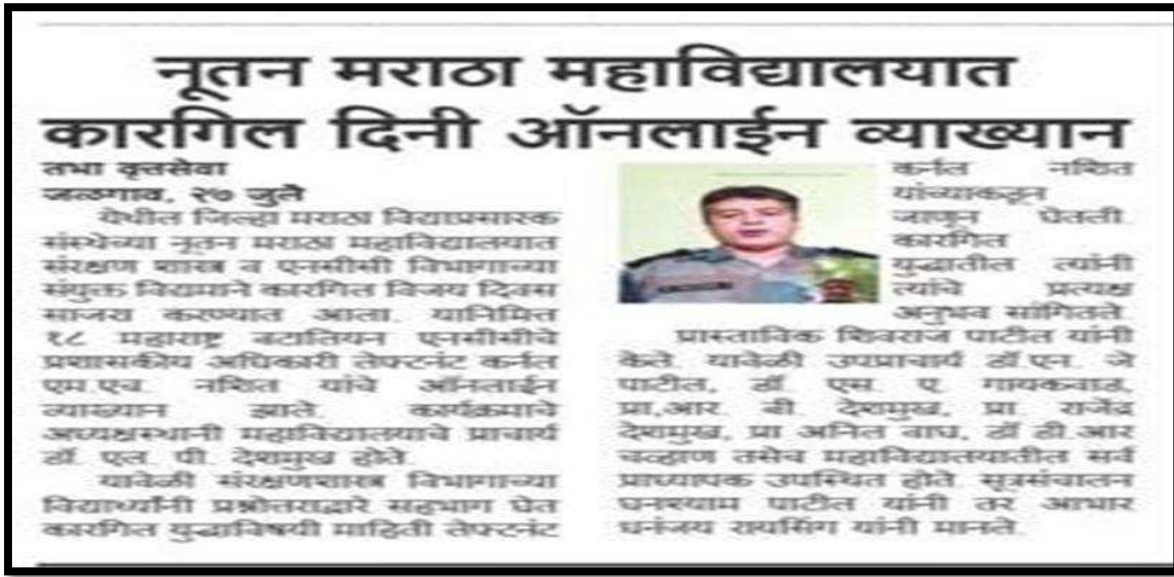 नूतन मराठा महाविद्यालयात
कारगिल दिनी ऑनलाईन व्याख्यान
तभा वृत्तसेवा
जळगाव, २७ जुलै
येथील जिल्हा मराठा विद्याप्रसारक
संस्थेच्या नूतन मराठा महाविद्यालयात
संरक्षण शास्त्र व एनसीसी विभागाच्या
संयुक्त विद्यमाने कारगिल विजय दिवस
साजरा करण्यात आला. यानिमित्त
१८ महाराष्ट्र बटालियन एनसीसीचे
प्रशासकीय अधिकारी लेफ्टनंट कर्नल
एम.एच. नशित यांचे ऑनलाईन
व्याख्यान झाले. कार्यक्रमाचे
अध्यक्षस्थानी महाविद्यालयाचे प्राचार्य
डॉ. एल. पी. देशमुख होते.
यावेळी संरक्षणशास्त्र विभागाच्या
विद्यार्थ्यांनी प्रश्नोत्तराद्वारे सहभाग घेत
कारगिल युद्धाविषयी माहिती लेफ्टनंट
कर्नल नशित
यांच्याकडून
जाणून घेतली.
कारगिल
युद्धातील त्यांनी
त्यांचे प्रत्यक्ष
अनुभव सांगितले.
प्रास्ताविक शिवराज पाटील यांनी
केले. यावेळी उपप्राचार्य डॉ.एन. जे
पाटील, डॉ. एस. ए. गायकवाड,
प्रा.आर. बी. देशमुख, प्रा. राजेंद्र
देशमुख, प्रा अनिल वाघ, डॉ डी.आर
चव्हाण तसेच महाविद्यालयातील सर्व
प्राध्यापक उपस्थित होते. सूत्रसंचालन
घनश्याम पाटील यांनी तर आभार
धनंजय रायसिंग यांनी मानले.